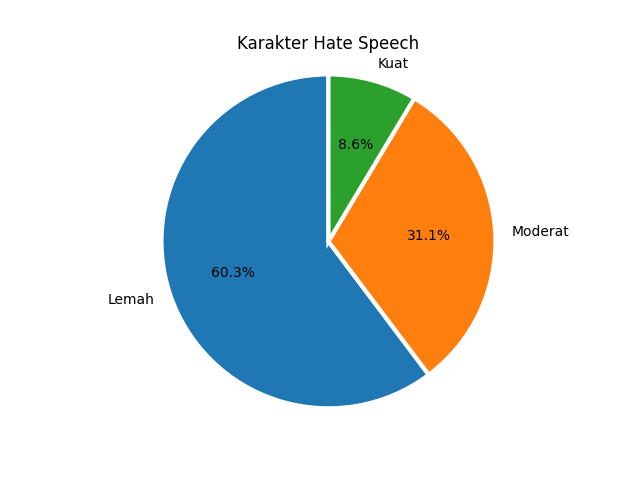 Karakter Hate Speech
Kuat
8.6%
31.1%
Moderat
60.3%
Lemah